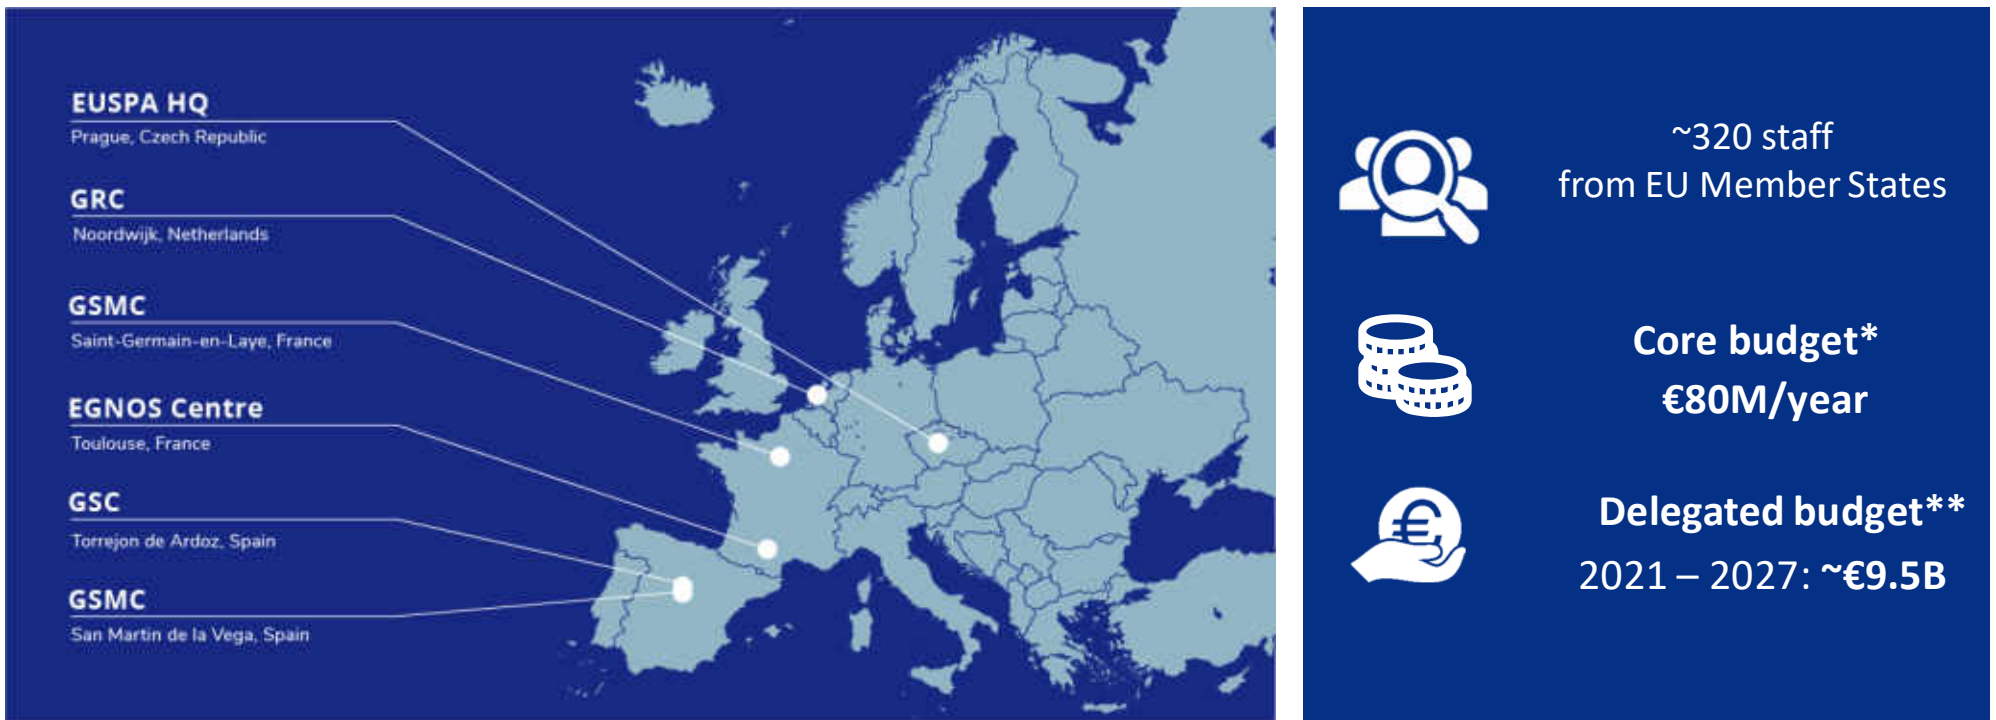 EUSPA HQ
Prague, Czech Republic
GRC
Noordwijk, Netherlands
GSMC
Saint-Germain-en-Laye, France
EGNOS Centre
Toulouse, France
GSC
Torrejon de Ardoz, Spain
GSMC
San Martin de la Vega, Spain
~320 staff
from EU Member States
Core budget*
€80M/year
€
Delegated budget**
2021 – 2027: ~€9.5B